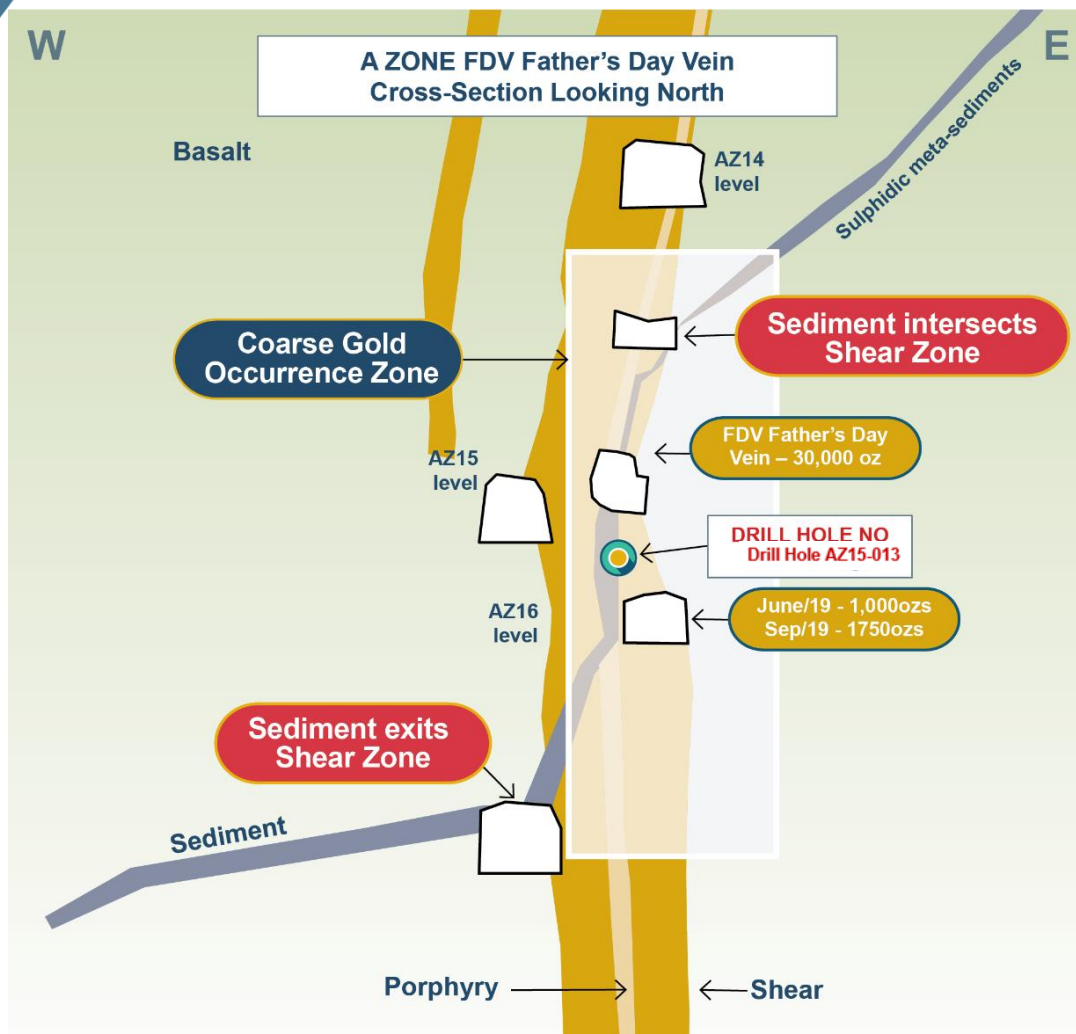 W
E
A ZONE FDV Father's Day Vein
Cross-Section Looking North
Basalt
AZ14
level
Sulphidic meta-sediments
Coarse Gold
Occurrence Zone
Sediment intersects
Shear Zone
FDV Father's Day
Vein – 30,000 oz
AZ15
level
DRILL HOLE NO
Drill Hole AZ15-013
June/19 - 1,000ozs
Sep/19 - 1750ozs
AZ16
level
Sediment exits
Shear Zone
Sediment
Porphyry
Shear